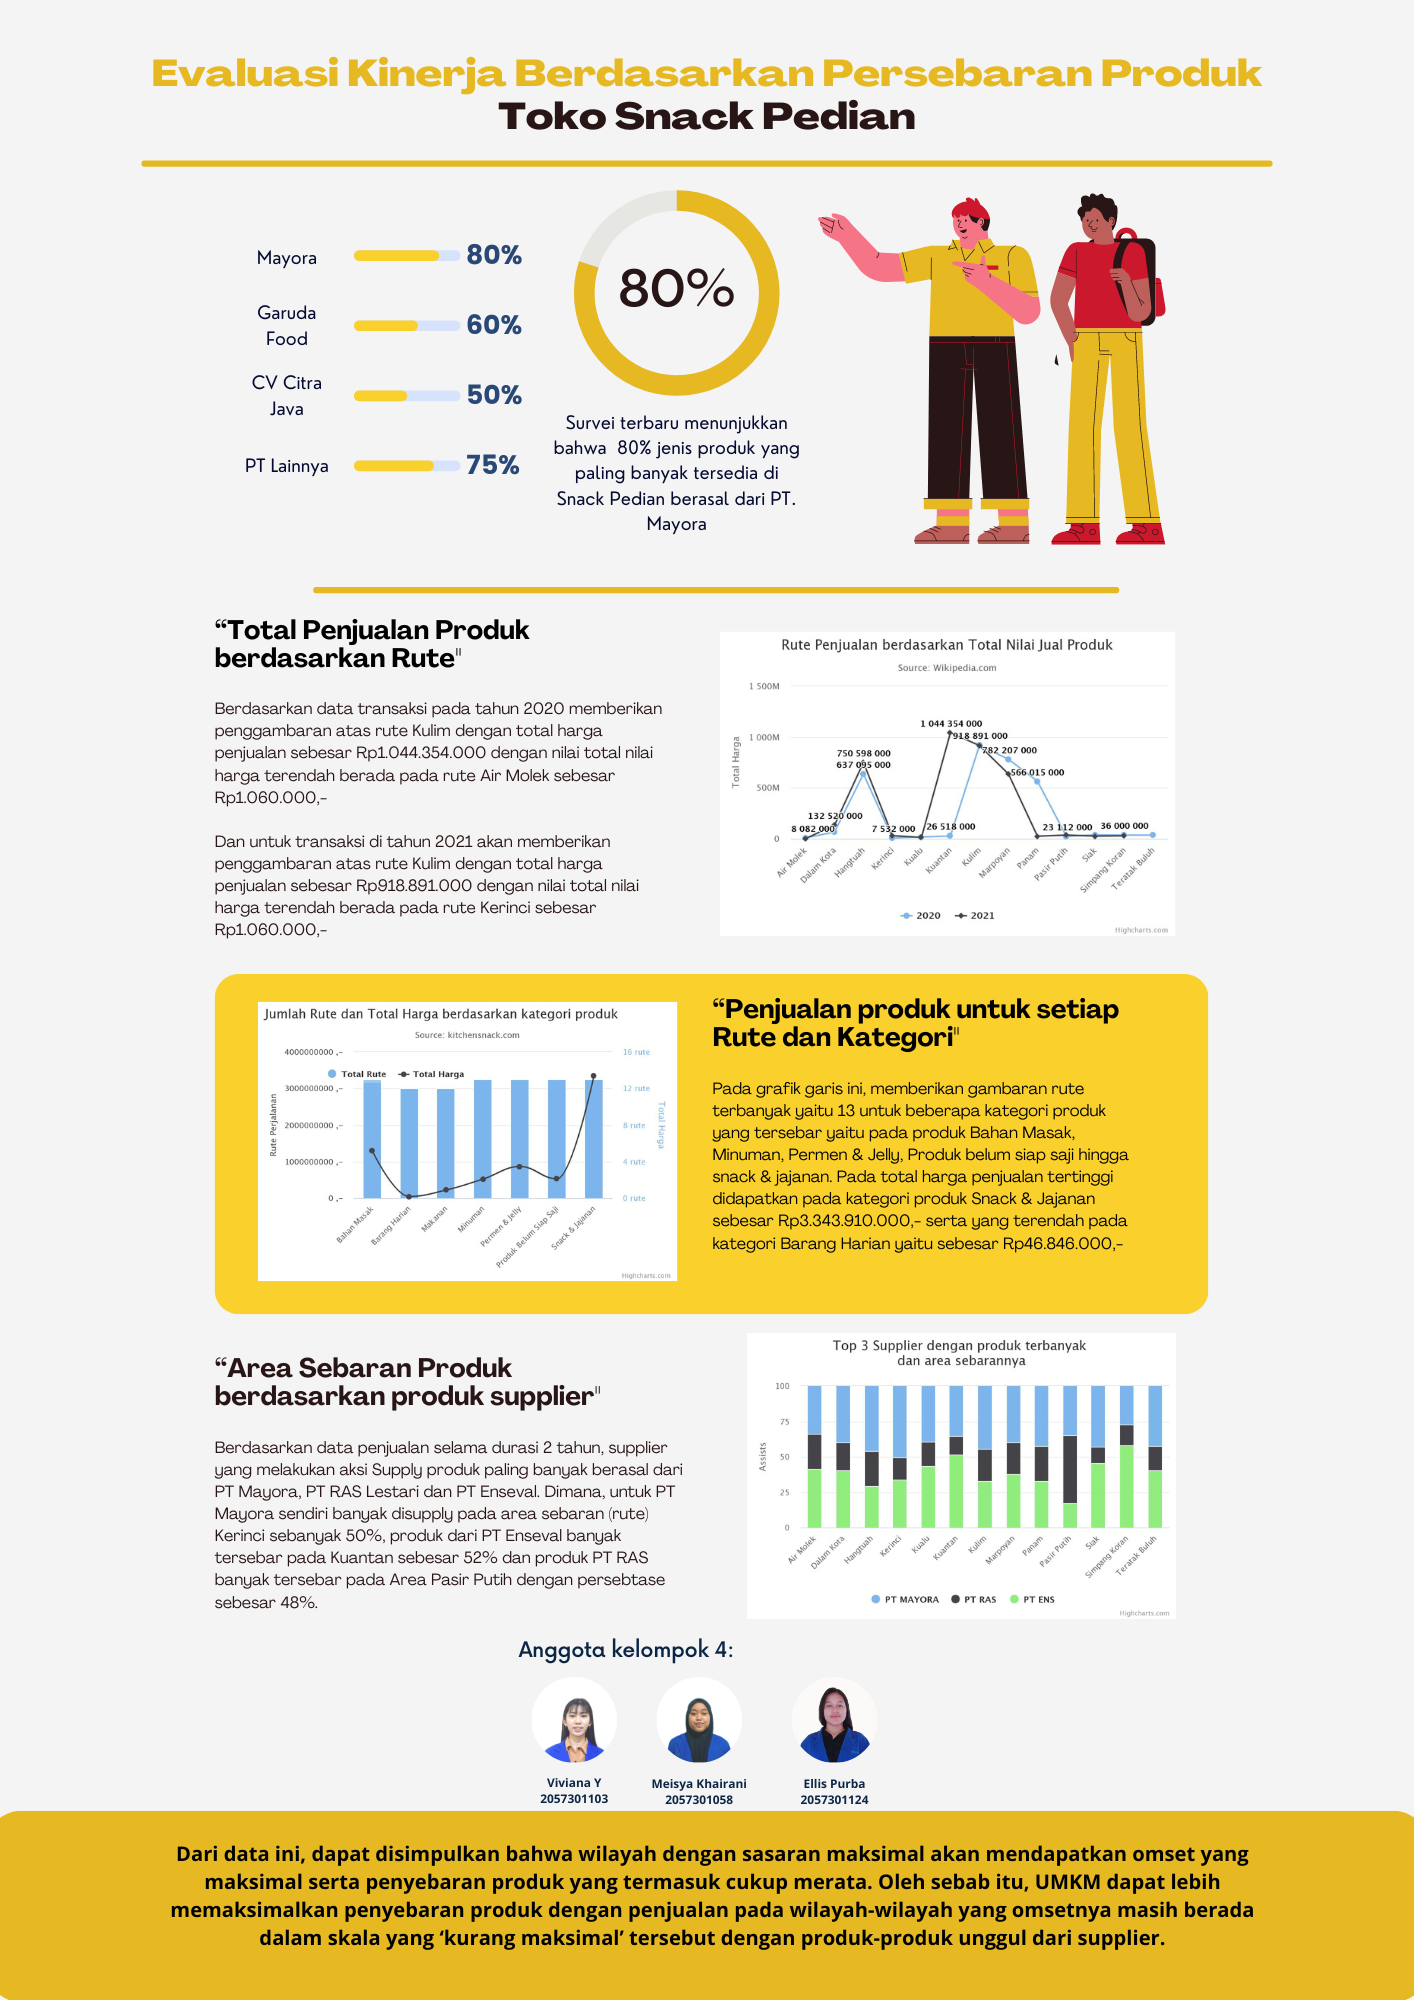 Evaluasi Kinerja Berdasarkan Persebaran Produk
Toko Snack Pedian
Mayora
80%
Garuda
Food
60%
CV Citra
Java
50%
PT Lainnya
75%
80%
Survei terbaru menunjukkan
bahwa  80% jenis produk yang
paling banyak tersedia di
Snack Pedian berasal dari PT.
Mayora
“Total Penjualan Produk
berdasarkan Rute"
Berdasarkan data transaksi pada tahun 2020 memberikan
penggambaran atas rute Kulim dengan total harga
penjualan sebesar Rp1.044.354.000 dengan nilai total nilai
harga terendah berada pada rute Air Molek sebesar
Rp1.060.000,-
Dan untuk transaksi di tahun 2021 akan memberikan
penggambaran atas rute Kulim dengan total harga
penjualan sebesar Rp918.891.000 dengan nilai total nilai
harga terendah berada pada rute Kerinci sebesar
Rp1.060.000,-
Rute Penjualan berdasarkan Total Nilai Jual Produk
Source: Wikipedia.com
Total Harga
1 500M
1 000M
500M
0
8 082 000
132 520 000
750 598 000
637 095 000
7 532 000
26 518 000
1 044 354 000
918 891 000
782 207 000
566 015 000
23 112 000
36 000 000
Air Molek
Dalam Kota
Hangtuah
Kerinci
Kualu
Kuantan
Kulim
Marpoyan
Panam
Pasir Putih
Siak
Simpang Koran
Teratak Buluh
2020
2021
Highcharts.com
Jumlah Rute dan Total Harga berdasarkan kategori produk
Source: kitchensnack.com
Rute Perjalanan
4000000000 ,-
3000000000 ,-
2000000000 ,-
1000000000 ,-
0 ,-
Total Rute
Total Harga
16 rute
12 rute
8 rute
4 rute
0 rute
Total Harga
Bahan Masak
Barang Harian
Makanan
Minuman
Permen & Jelly
Produk Belum Siap Saji
Snack & Jajanan
Highcharts.com
“Penjualan produk untuk setiap
Rute dan Kategori"
Pada grafik garis ini, memberikan gambaran rute
terbanyak yaitu 13 untuk beberapa kategori produk
yang tersebar yaitu pada produk Bahan Masak,
Minuman, Permen & Jelly, Produk belum siap saji hingga
snack & jajanan. Pada total harga penjualan tertinggi
didapatkan pada kategori produk Snack & Jajanan
sebesar Rp3.343.910.000,- serta yang terendah pada
kategori Barang Harian yaitu sebesar Rp46.846.000,-
“Area Sebaran Produk
berdasarkan produk supplier"
Berdasarkan data penjualan selama durasi 2 tahun, supplier
yang melakukan aksi Supply produk paling banyak berasal dari
PT Mayora, PT RAS Lestari dan PT Enseval. Dimana, untuk PT
Mayora sendiri banyak disupply pada area sebaran (rute)
Kerinci sebanyak 50%, produk dari PT Enseval banyak
tersebar pada Kuantan sebesar 52% dan produk PT RAS
banyak tersebar pada Area Pasir Putih dengan persebtase
sebesar 48%.
Top 3 Supplier dengan produk terbanyak
dan area sebarannya
Assists
100
75
50
25
0
Air Molek
Dalam Kota
Hangtuah
Kerinci
Kualu
Kuantan
Kulim
Marpoyan
Panam
Pasir Putih
Siak
Simpang Koran
Teratak Buluh
PT MAYORA
PT RAS
PT ENS
Highcharts.com
Anggota kelompok 4:
Viviana Y
2057301103
Meisya Khairani
2057301058
Ellis Purba
2057301124
Dari data ini, dapat disimpulkan bahwa wilayah dengan sasaran maksimal akan mendapatkan omset yang
maksimal serta penyebaran produk yang termasuk cukup merata. Oleh sebab itu, UMKM dapat lebih
memaksimalkan penyebaran produk dengan penjualan pada wilayah-wilayah yang omsetnya masih berada
dalam skala yang ‘kurang maksimal’ tersebut dengan produk-produk unggul dari supplier.